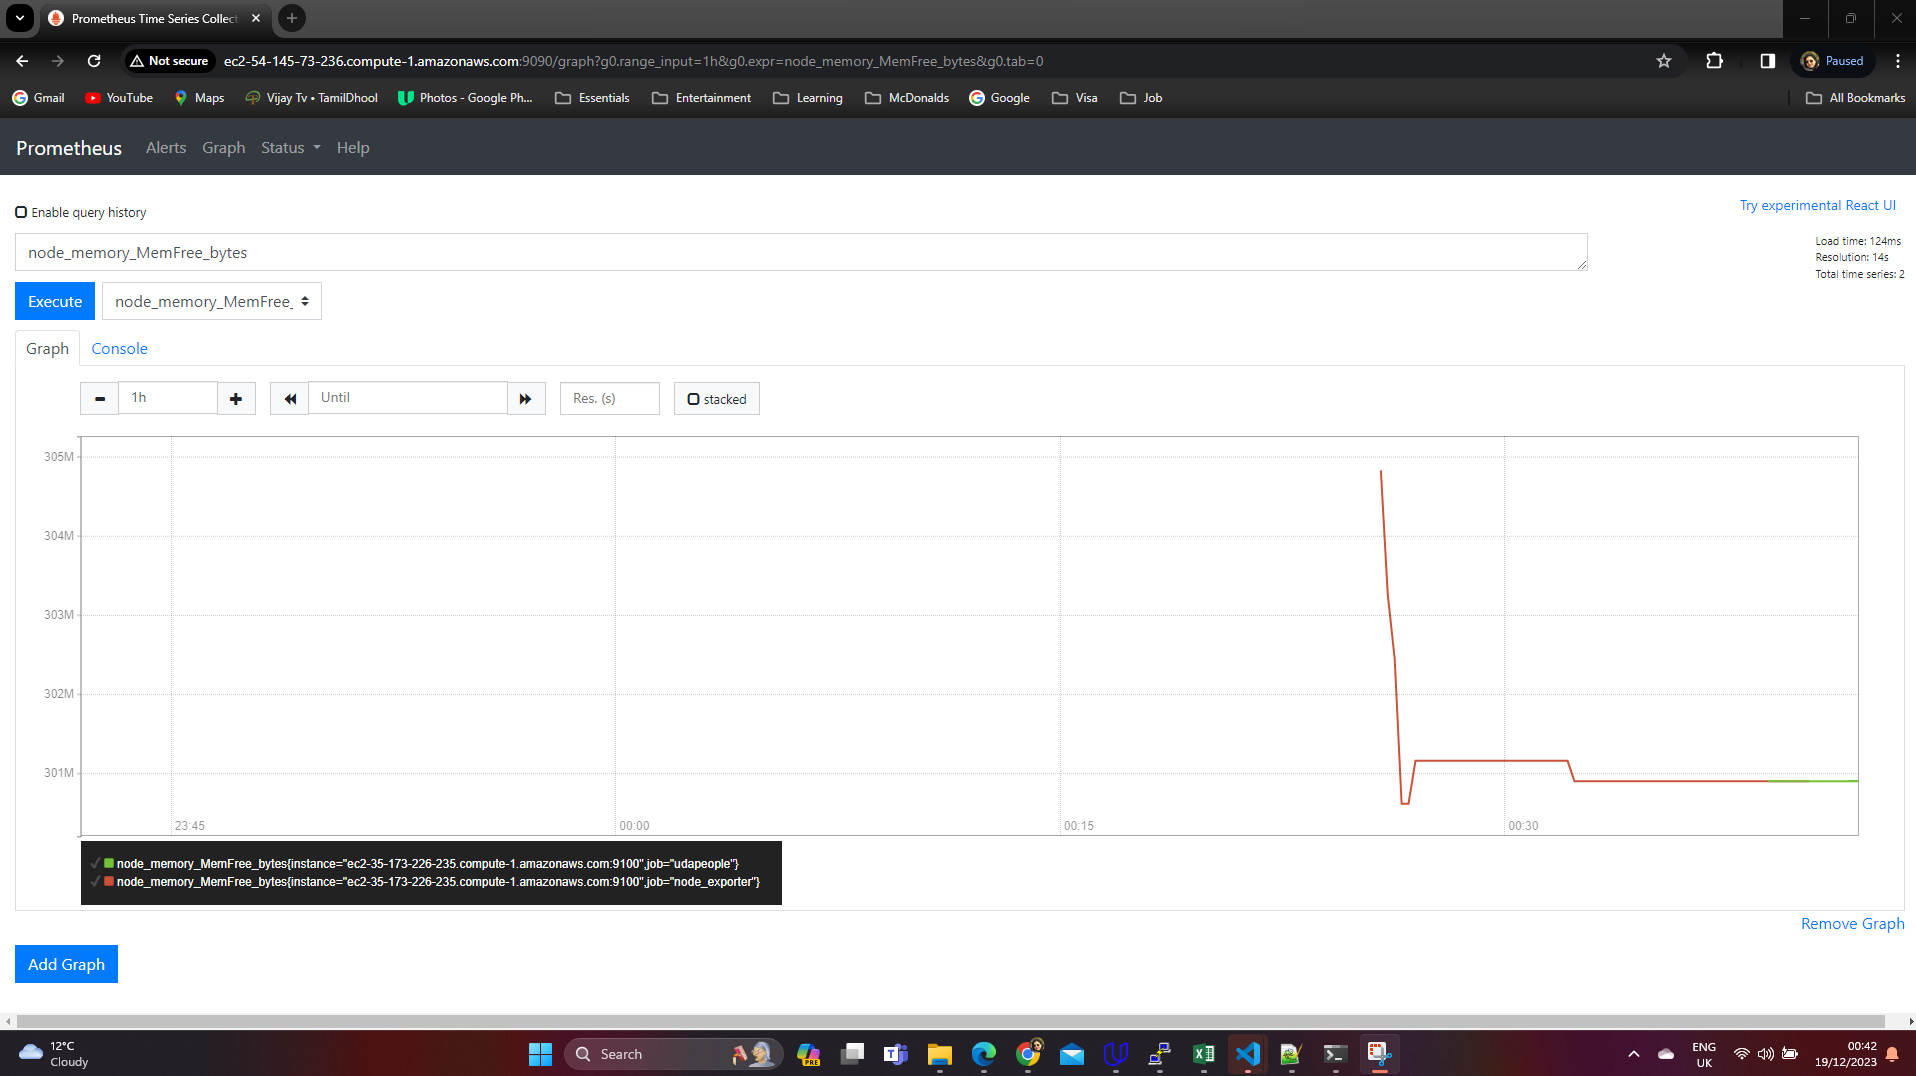 Prometheus Time Series Collect
Not secure
ec2-54-145-73-236.compute-1.amazonaws.com:9090/graph?g0.range_input=1h&g0.expr=node_memory_MemFree_bytes&g0.tab=0
Paused
Gmail
YouTube
Maps
Vijay Tv • TamilDhool
Photos - Google Ph...
Essentials
Entertainment
Learning
McDonalds
Google
Visa
Job
All Bookmarks
Prometheus
Alerts
Graph
Status
Help
Enable query history
Try experimental React UI
node_memory_MemFree_bytes
Load time: 124ms
Resolution: 14s
Total time series: 2
Execute
node_memory_MemFree_
Graph
Console
1h
Until
Res. (s)
stacked
305M
304M
303M
302M
301M
23:45
00:00
00:15
00:30
node_memory_MemFree_bytes{instance="ec2-35-173-226-235.compute-1.amazonaws.com:9100",job="udapeople"}
node_memory_MemFree_bytes{instance="ec2-35-173-226-235.compute-1.amazonaws.com:9100",job="node_exporter"}
Remove Graph
Add Graph
12°C
Cloudy
Search
PRE
ENG
UK
00:42
19/12/2023